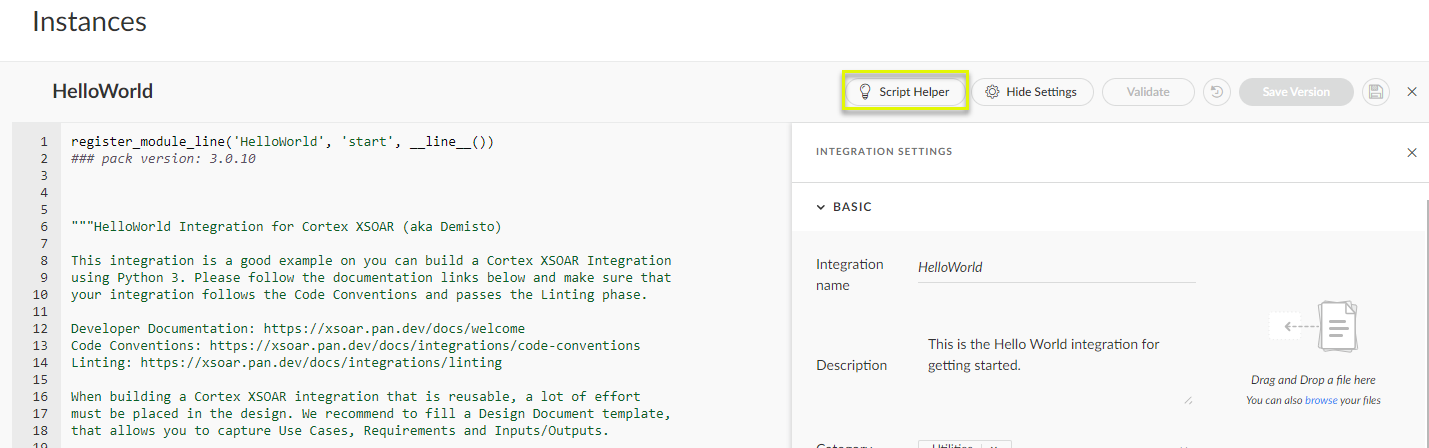 Instances
HelloWorld
Script Helper
Hide Settings
Validate
Save Version
1 register_module_line('HelloWorld', 'start', __line__())
2 ### pack version: 3.0.10
3
4
5
6 """HelloWorld Integration for Cortex XSOAR (aka Demisto)
7
8 This integration is a good example on you can build a Cortex XSOAR Integration
9 using Python 3. Please follow the documentation links below and make sure that
10 your integration follows the Code Conventions and passes the Linting phase.
11
12 Developer Documentation: https://xsoar.pan.dev/docs/welcome
13 Code Conventions: https://xsoar.pan.dev/docs/integrations/code-conventions
14 Linting: https://xsoar.pan.dev/docs/integrations/linting
15
16 When building a Cortex XSOAR integration that is reusable, a lot of effort
17 must be placed in the design. We recommend to fill a Design Document template,
18 that allows you to capture Use Cases, Requirements and Inputs/Outputs.
19
INTEGRATION SETTINGS
BASIC
Integration
name
HelloWorld
Description
This is the Hello World integration for
getting started.
Drag and Drop a file here
You can also browse your files
Category
Utilities